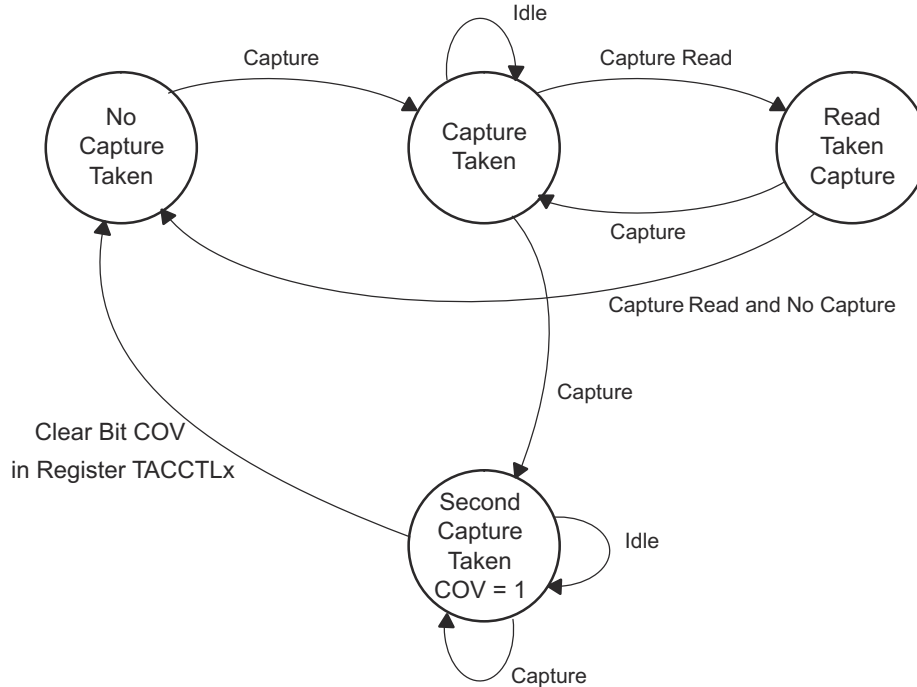 Idle
Capture
Capture Read
No
Capture
Taken
Capture
Taken
Read
Taken
Capture
Capture
Capture Read and No Capture
Capture
Clear Bit COV
in Register TACCTLx
Second
Capture
Taken
COV = 1
Idle
Capture